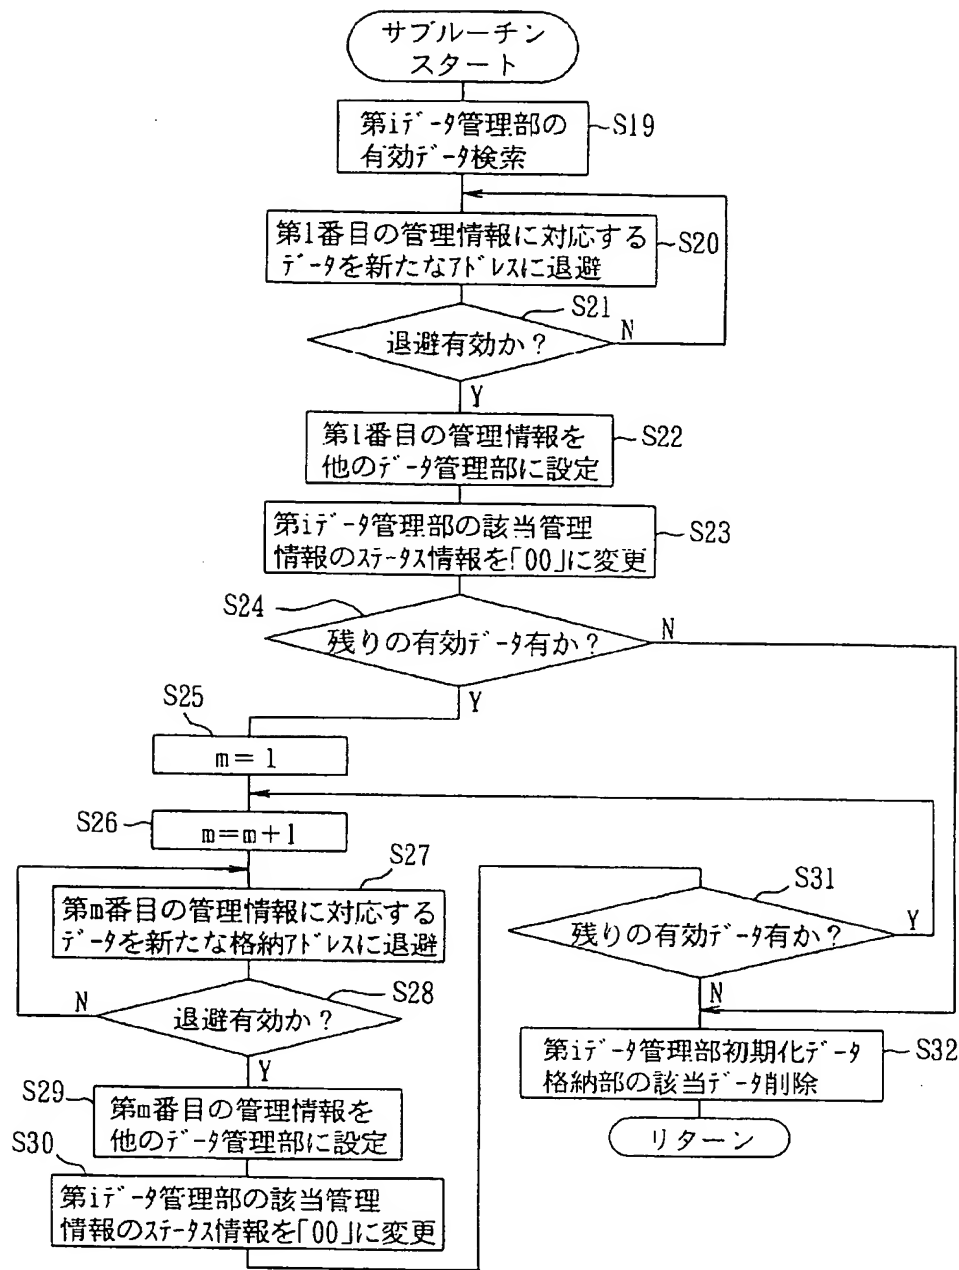 サブルーチン
スタート
第iデータ管理部の
有効データ検索
S19
第1番目の管理情報に対応する
データを新たなアドレスに退避
S20
S21
退避有効か?
N
Y
第1番目の管理情報を
他のデータ管理部に設定
S22
第iデータ管理部の該当管理
情報のステータス情報を「00」に変更
S23
S24
残りの有効データ有か?
N
Y
S25
m=1
S26
m=m+1
S27
第m番目の管理情報に対応する
データを新たな格納アドレスに退避
S28
退避有効か?
N
Y
S29
第m番目の管理情報を
他のデータ管理部に設定
S30
第iデータ管理部の該当管理
情報のステータス情報を「00」に変更
S31
残りの有効データ有か?
Y
N
第iデータ管理部初期化データ
格納部の該当データ削除
S32
リターン